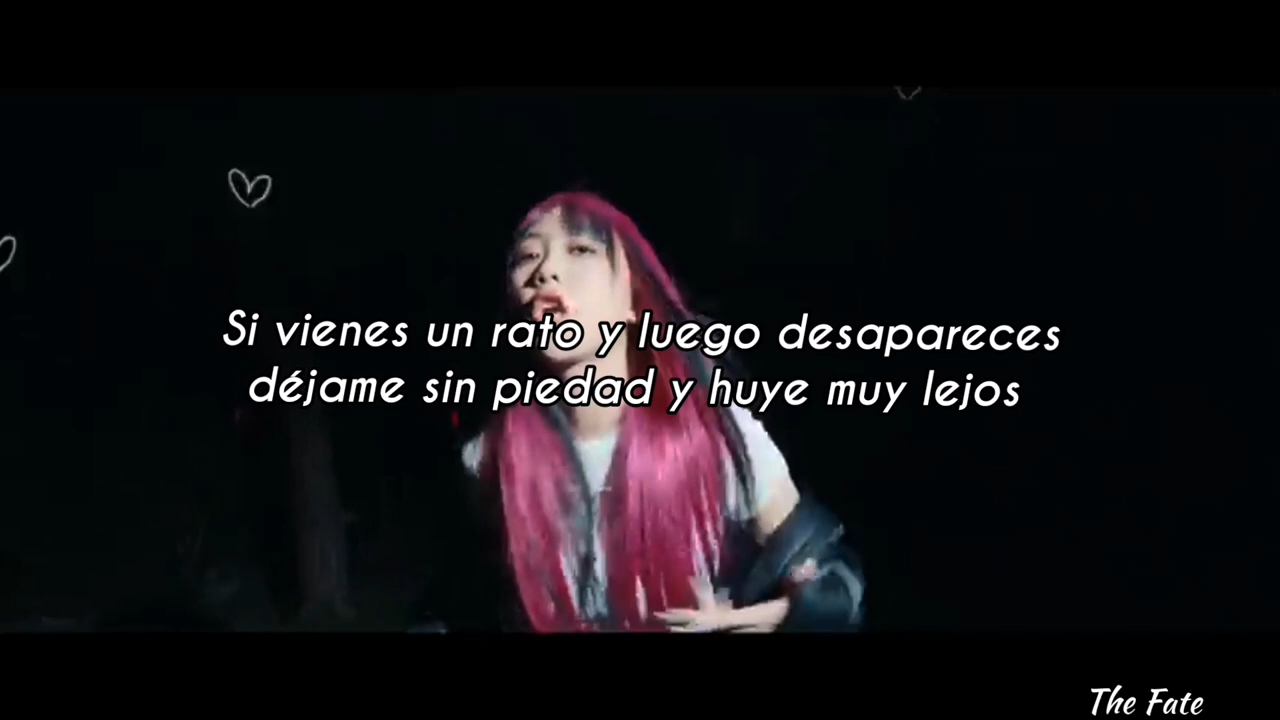 Si vienes un rato y luego desapareces
déjame sin piedad y huye muy lejos
The Fate